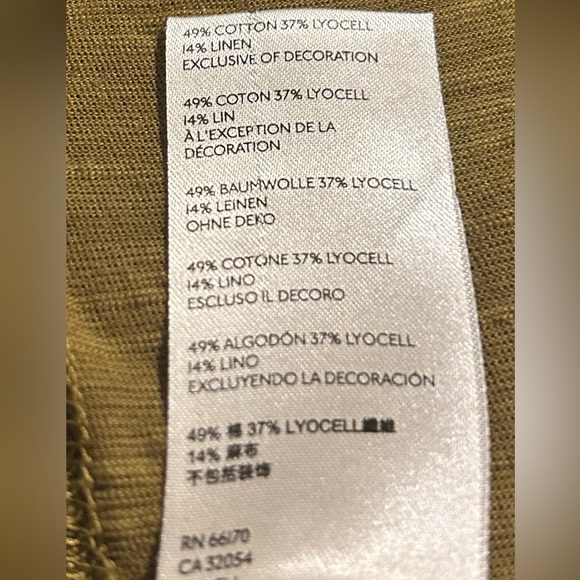 49% COTTON 37% LYOCELL
14% LINEN
EXCLUSIVE OF DECORATION
49% COTON 37% LYOCELL
14% LIN
À L'EXCEPTION DE LA
DÉCORATION
49% BAUMWOLLE 37% LYOCELL
14% LEINEN
OHNE DEKO
49% COTONE 37% LYOCELL
14% LINO
ESCLUSO IL DECORO
49% ALGODÓN 37% LYOCELL
14% LINO
EXCLUYENDO LA DECORACIÓN
49% 棉 37% LYOCELL纖維
14% 麻布
不包括装饰
RN 66170
CA 32054